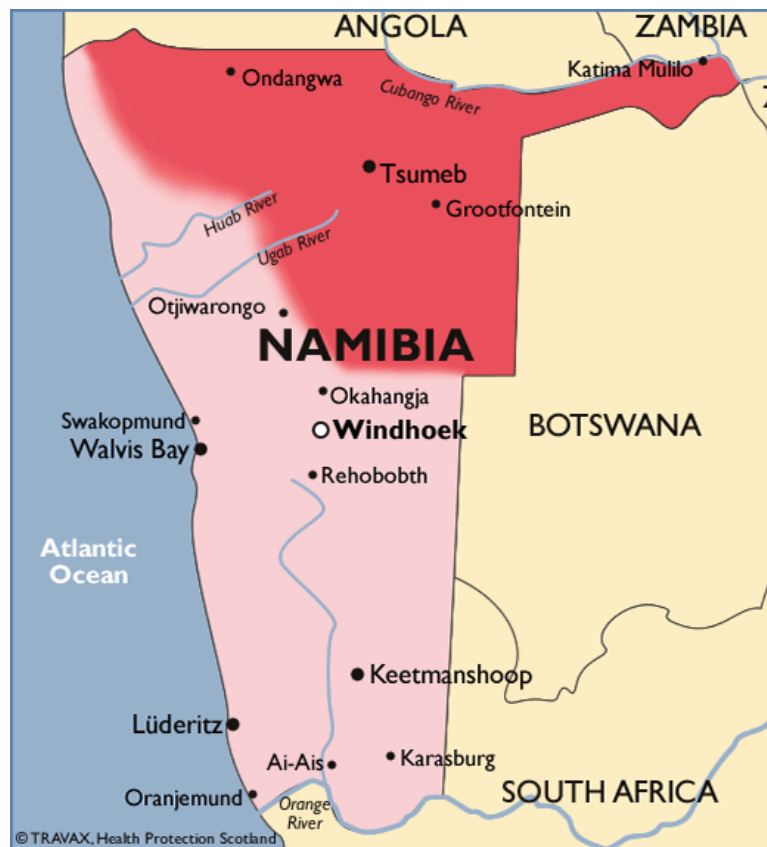 ANGOLA
ZAMBIA
Katima Mulilo
Ondangwa
Cubango River
Z
Tsumeb
Grootfontein
Huab River
Ugab River
Otjiwarongo
NAMIBIA
Okahangja
Swakopmund
Windhoek
BOTSWANA
Walvis Bay
Rehobobth
Atlantic
Ocean
Keetmanshoop
Lüderitz
Ai-Ais
Karasburg
Oranjemund
Orange
River
SOUTH AFRICA
© TRAVAX, Health Protection Scotland